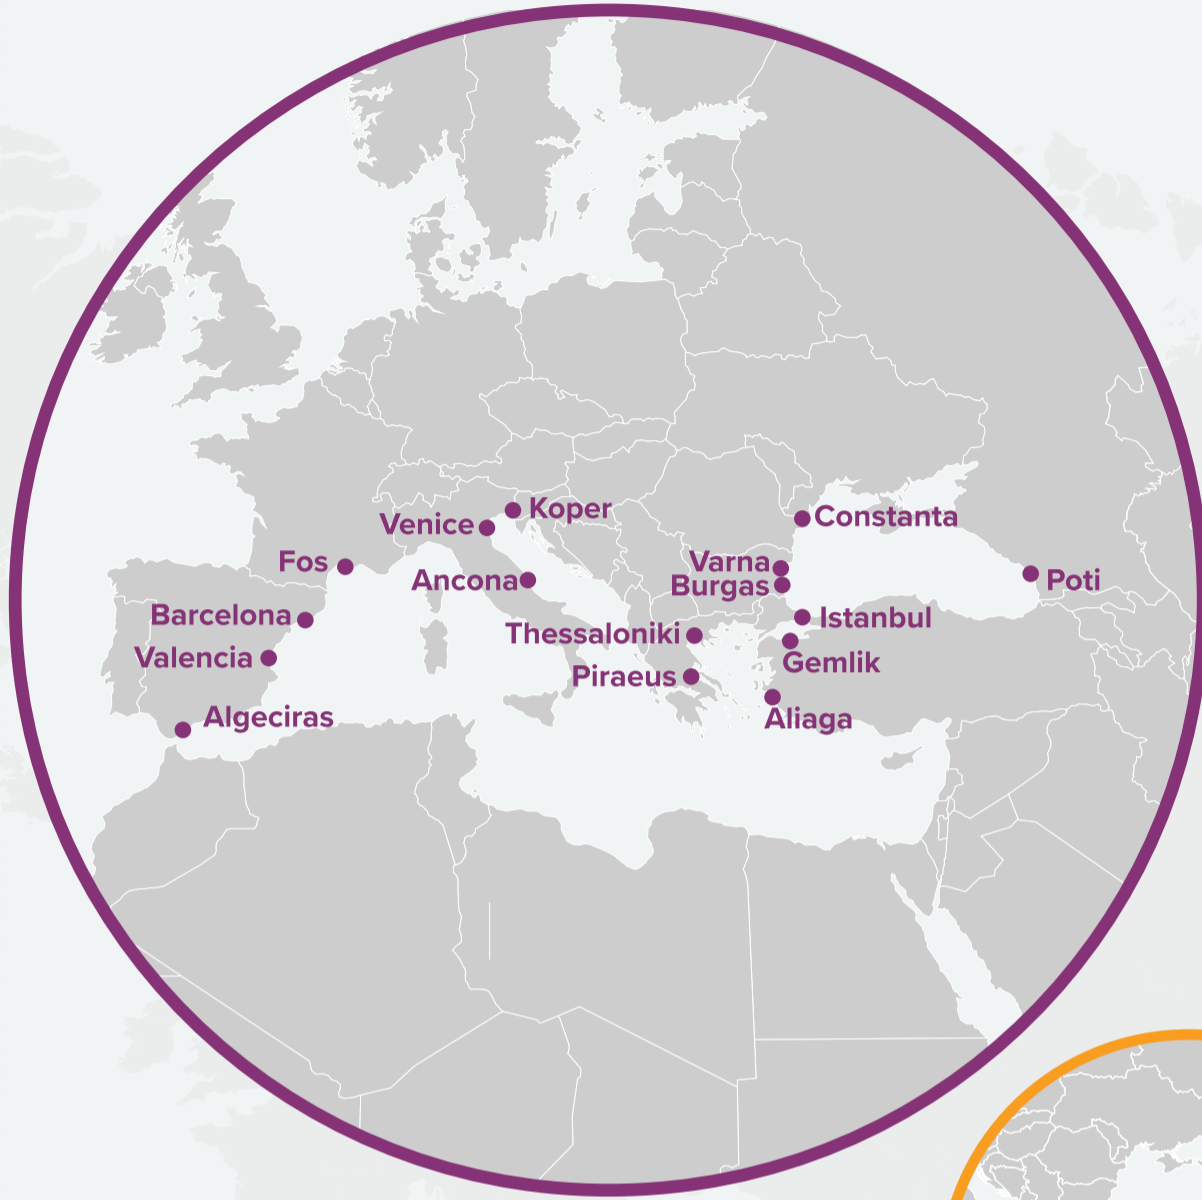 Koper
Venice
Constanta
Fos
Varna
Ancona
Burgas
Poti
Barcelona
Istanbul
Thessaloniki
Valencia
Gemlik
Piraeus
Algeciras
Aliaga